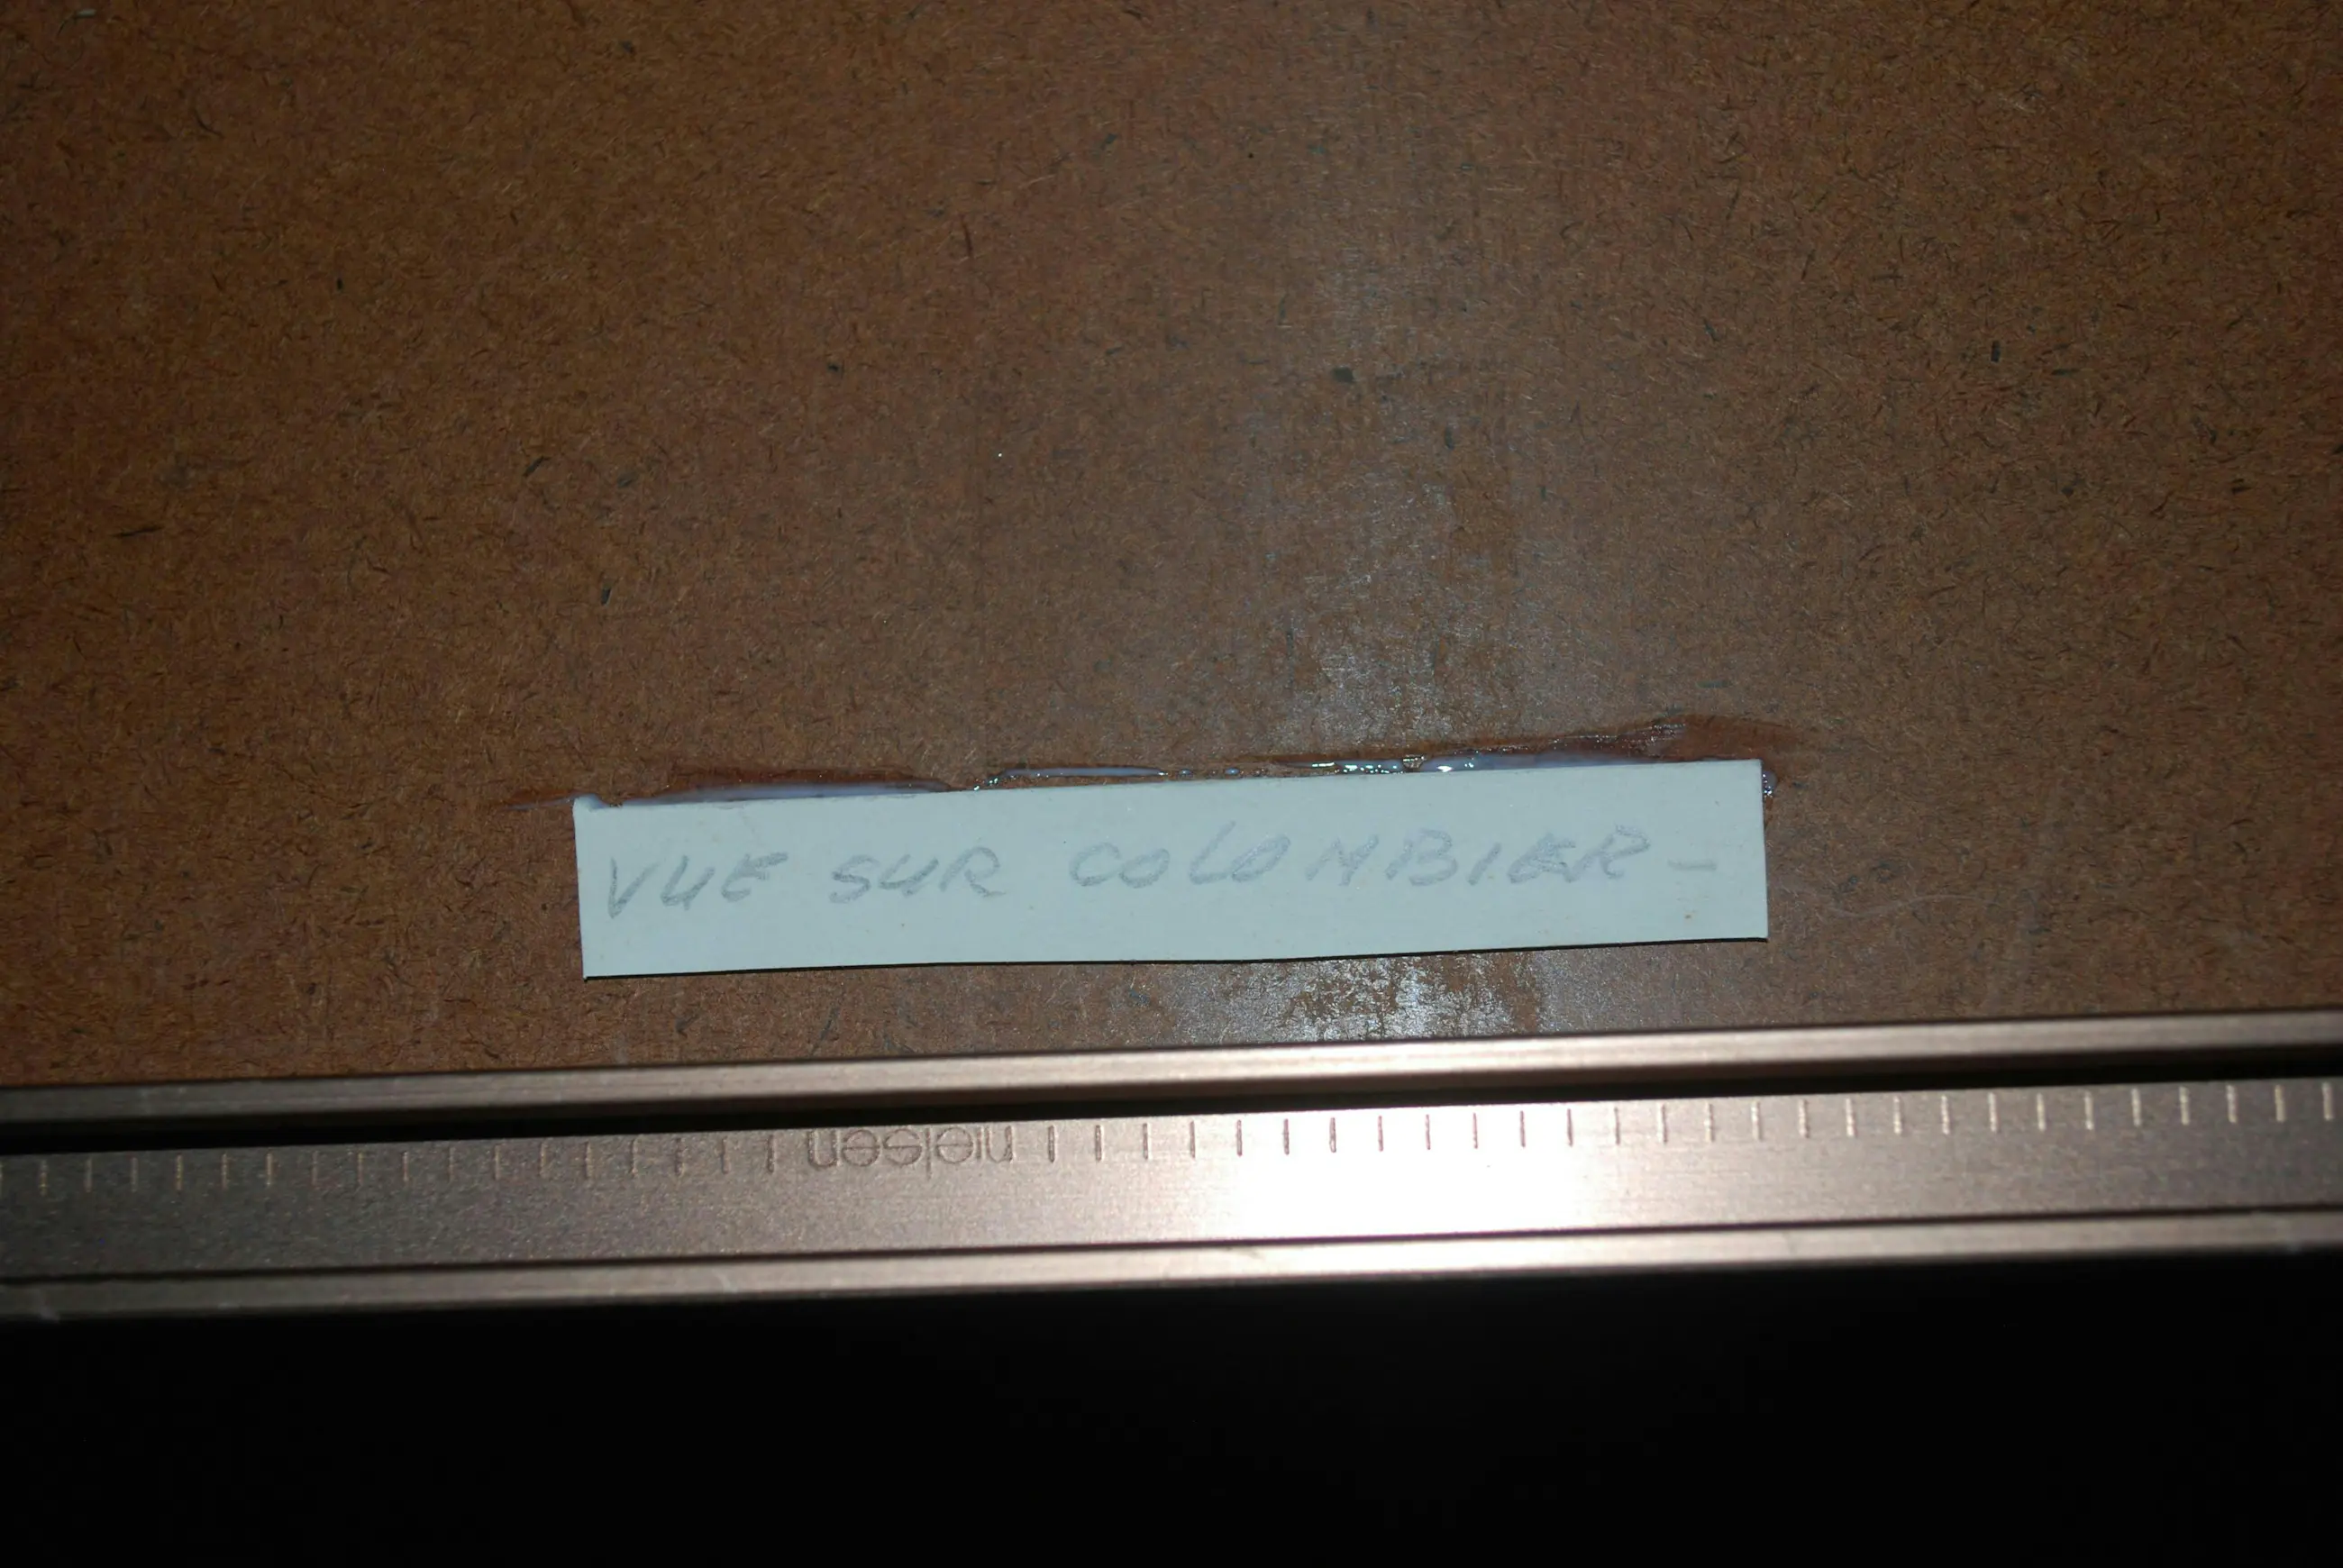 VUE SUR COLOMBIER –
nielsen